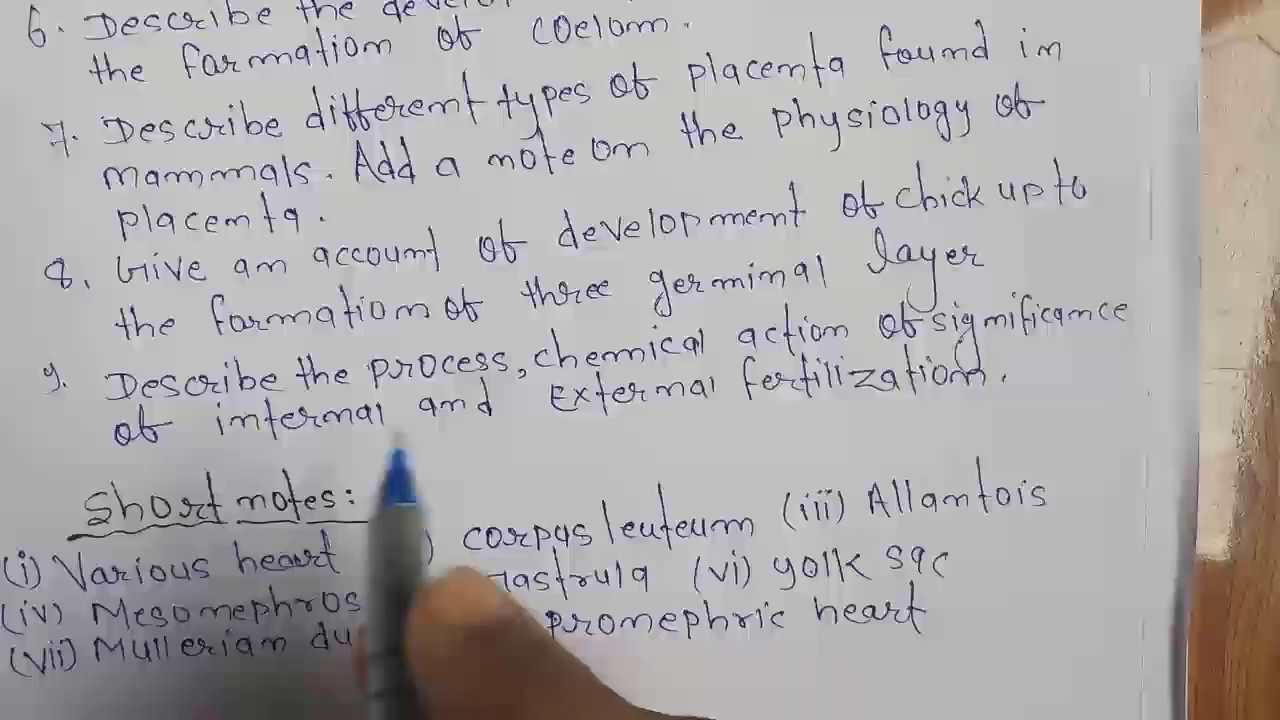 6. Describe the
the formation of coelom.
7. Describe different types of placenta found in
mammals. Add a note on the physiology of
placenta.
8. Give an account of development of chick up to
the formation of three germinal layer
9. Describe the process, chemical action of significance
of internal and external fertilization.
Short notes:
(i) Various heart ) corpus leuteum (iii) Allantois
(iv) Mesonephros (vi) yolk sac
(vii) Mullerian pronephric heart